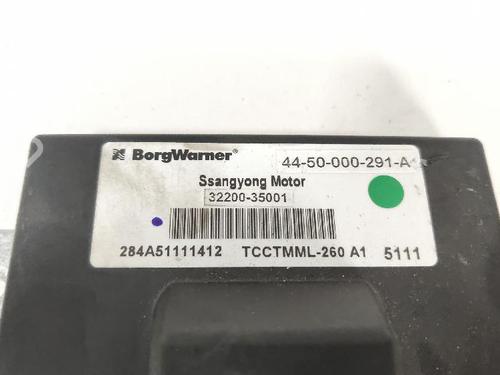 BorgWarner
44-50-000-291-A
Ssangyong Motor
32200-35001
284A51111412 TCCTMML-260 A1 5111